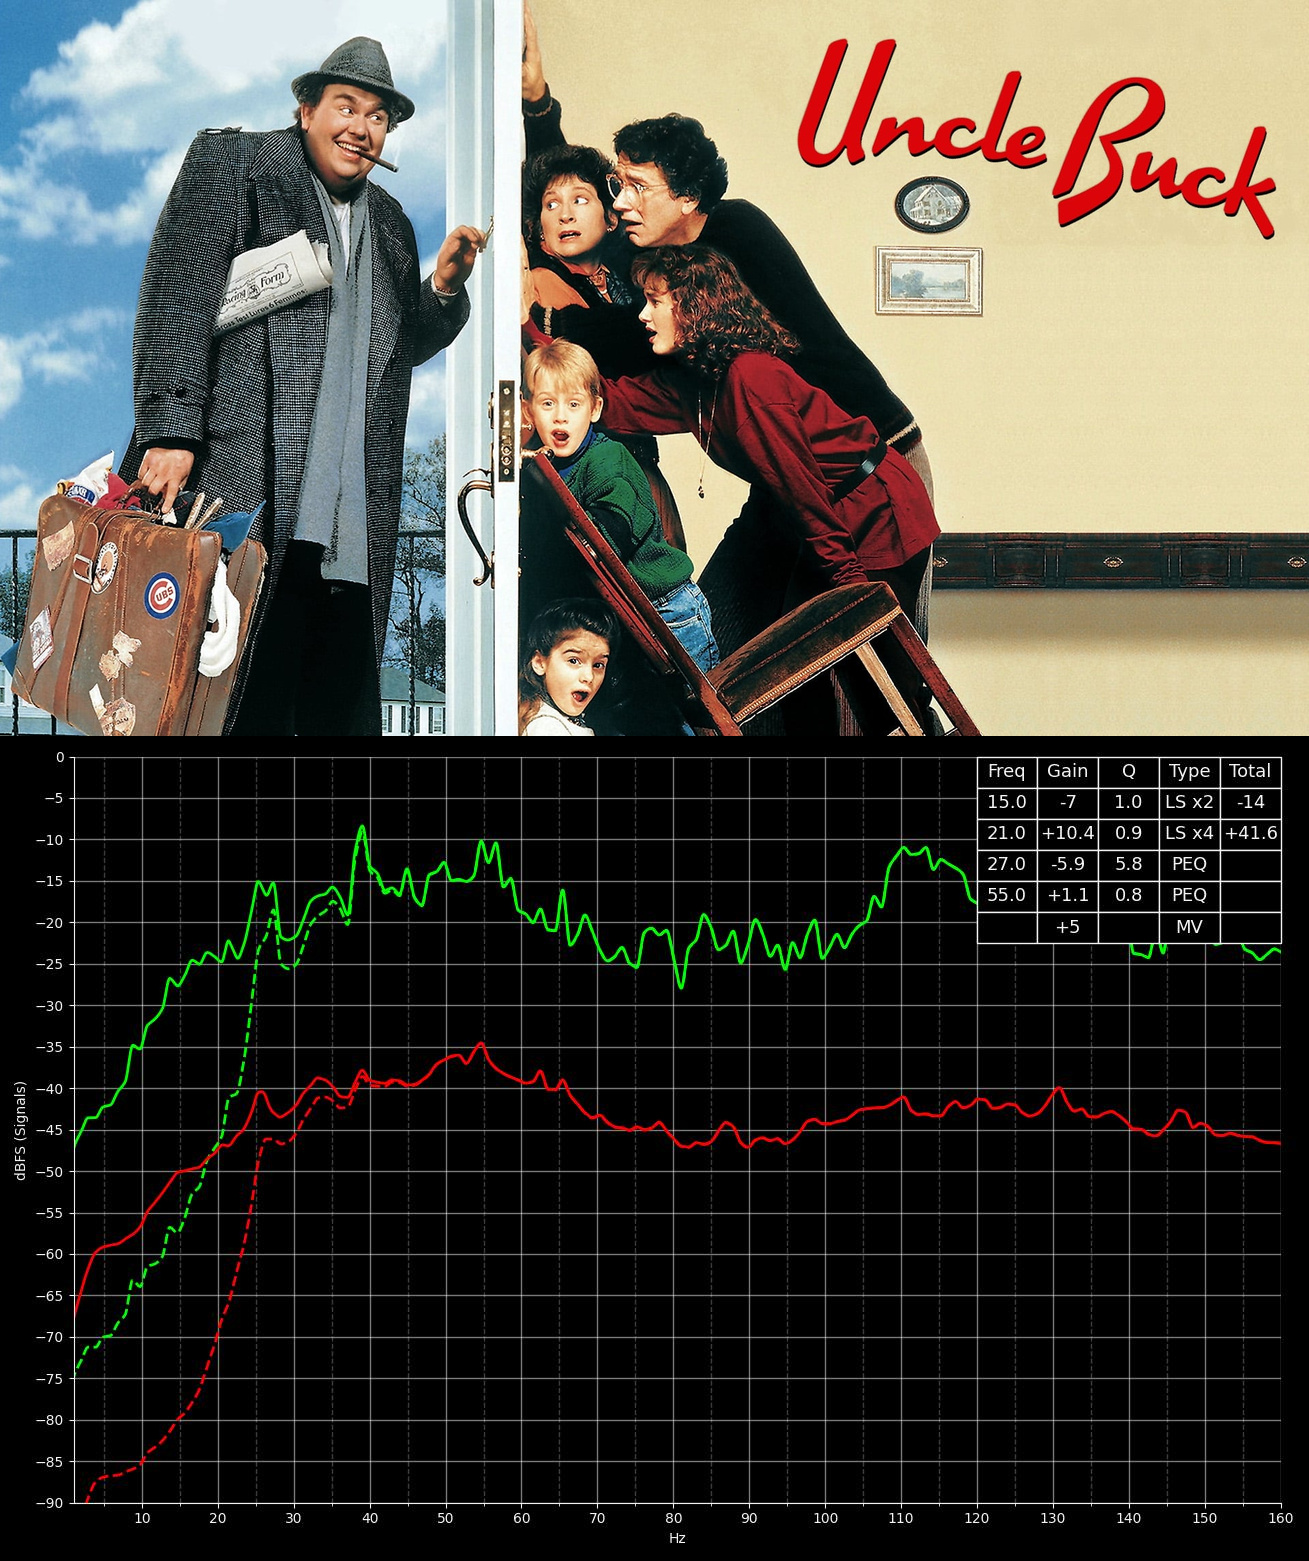 Uncle Buck
Racing Form
CUBS
Freq Gain Q Type Total
15.0 -7 1.0 LS x2 -14
21.0 +10.4 0.9 LS x4 +41.6
27.0 -5.9 5.8 PEQ
55.0 +1.1 0.8 PEQ
+5 MV
0
−5
−10
−15
−20
−25
−30
−35
−40
−45
−50
−55
−60
−65
−70
−75
−80
−85
−90
dBFS (Signals)
10 20 30 40 50 60 70 80 90 100 110 120 130 140 150 160
Hz